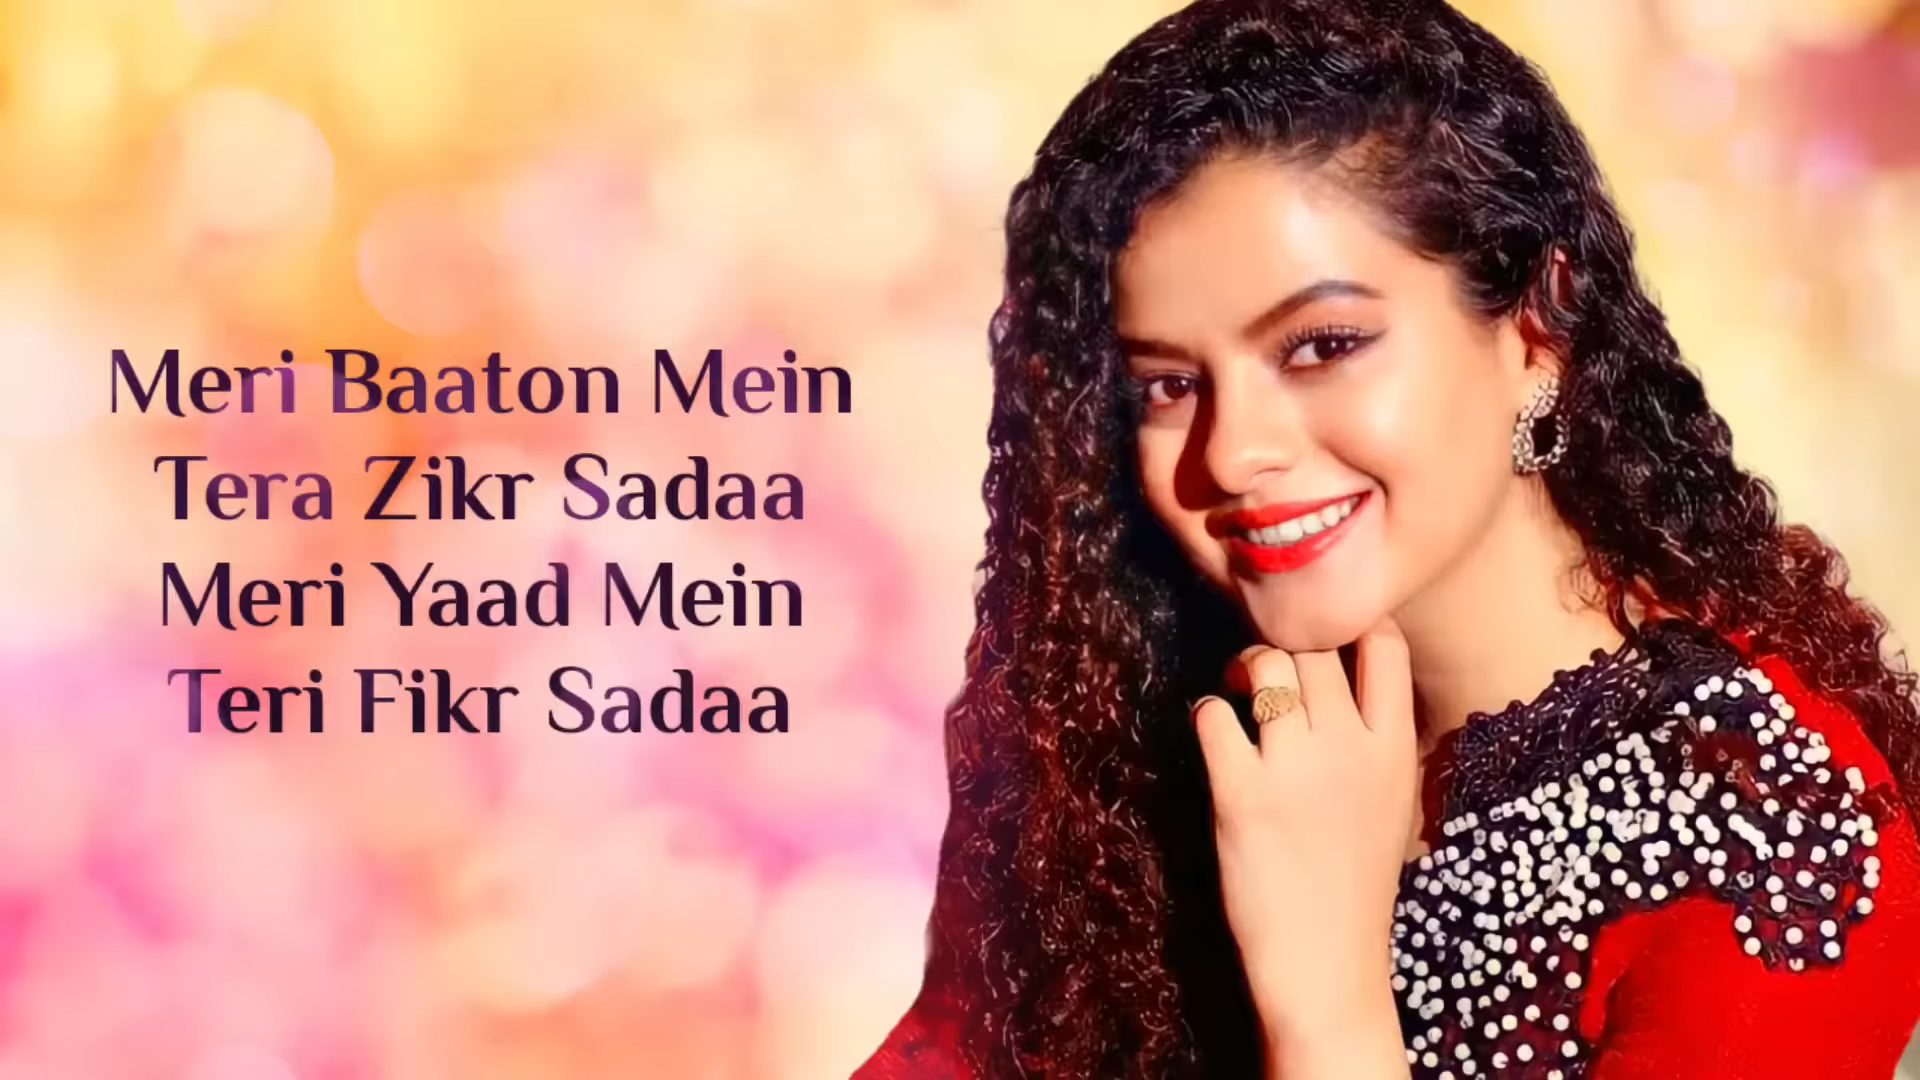 Meri Baaton Mein
Tera Zikr Sadaa
Meri Yaad Mein
Teri Fikr Sadaa